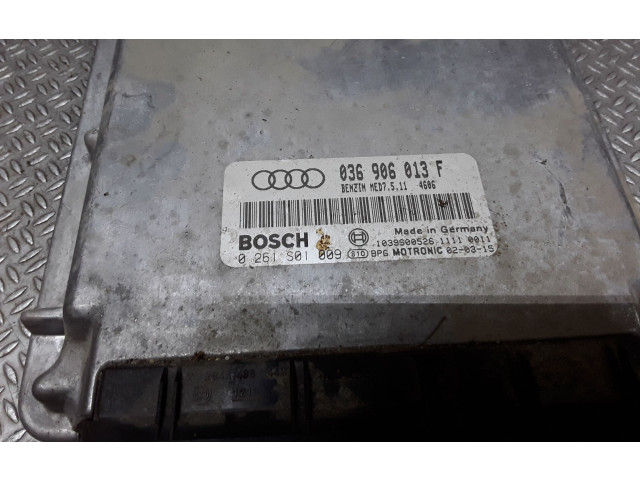 036 906 013 F
BENZIN MED7.5.11 4606
BOSCH
Made in Germany
1039S00526 1111 0011
0 261 S01 009 810 BPG MOTRONIC 02-03-15